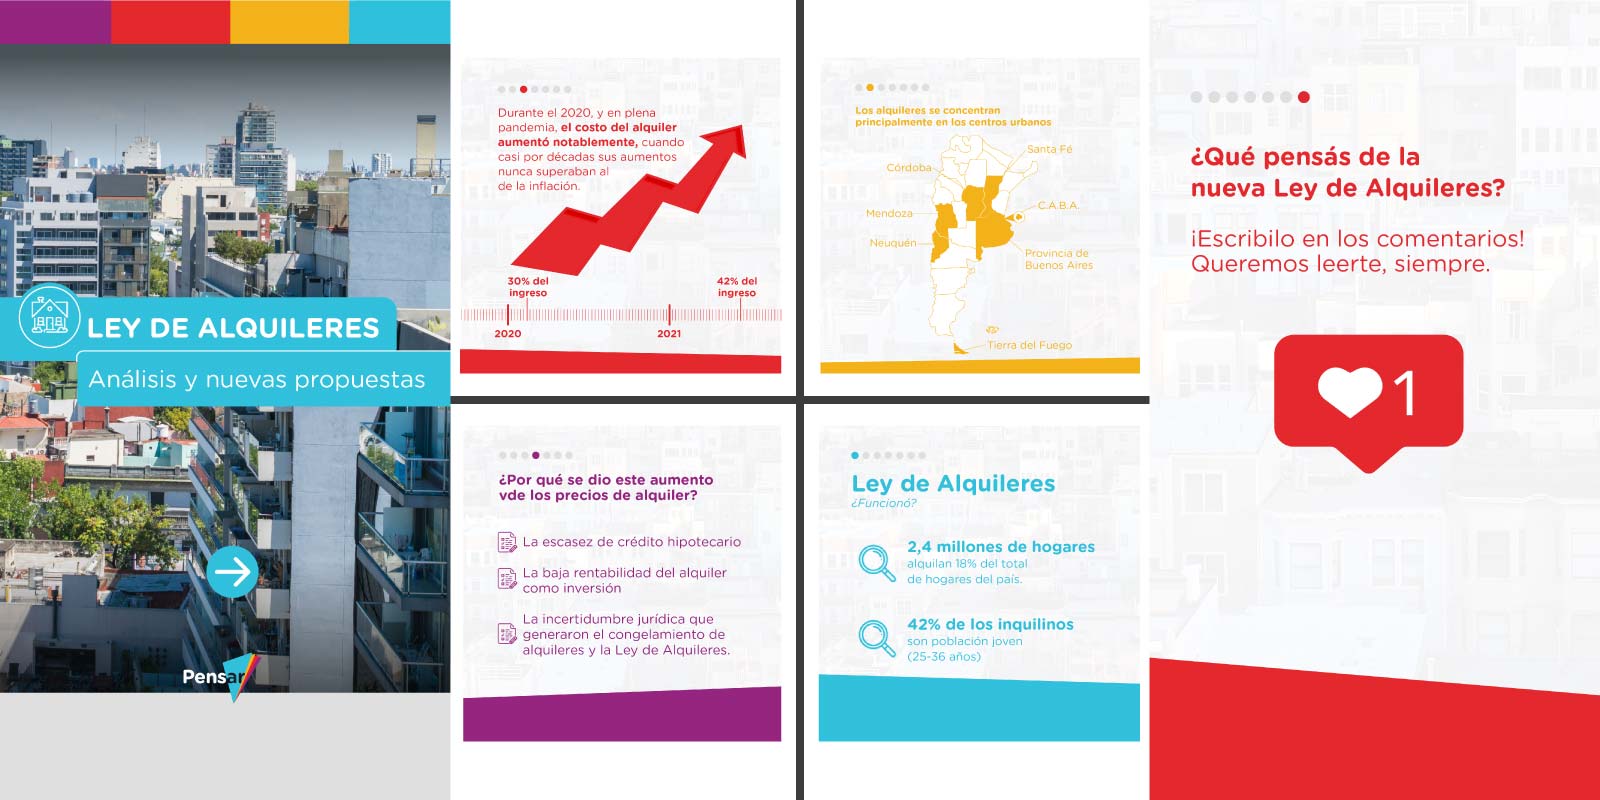 LEY DE ALQUILERES
Análisis y nuevas propuestas
Pensar
Durante el 2020, y en plena
pandemia, el costo del alquiler
aumentó notablemente, cuando
casi por décadas sus aumentos
nunca superaban al
de la inflación.
30% del
ingreso
42% del
ingreso
2020
2021
Los alquileres se concentran
principalmente en los centros urbanos
Santa Fé
Córdoba
C.A.B.A.
Mendoza
Neuquén
Provincia de
Buenos Aires
Tierra del Fuego
¿Por qué se dio este aumento
vde los precios de alquiler?
La escasez de crédito hipotecario
La baja rentabilidad del alquiler
como inversión
La incertidumbre jurídica que
generaron el congelamiento de
alquileres y la Ley de Alquileres.
Ley de Alquileres
¿Funcionó?
2,4 millones de hogares
alquilan 18% del total
de hogares del país.
42% de los inquilinos
son población joven
(25-36 años)
¿Qué pensás de la
nueva Ley de Alquileres?
¡Escribilo en los comentarios!
Queremos leerte, siempre.
1